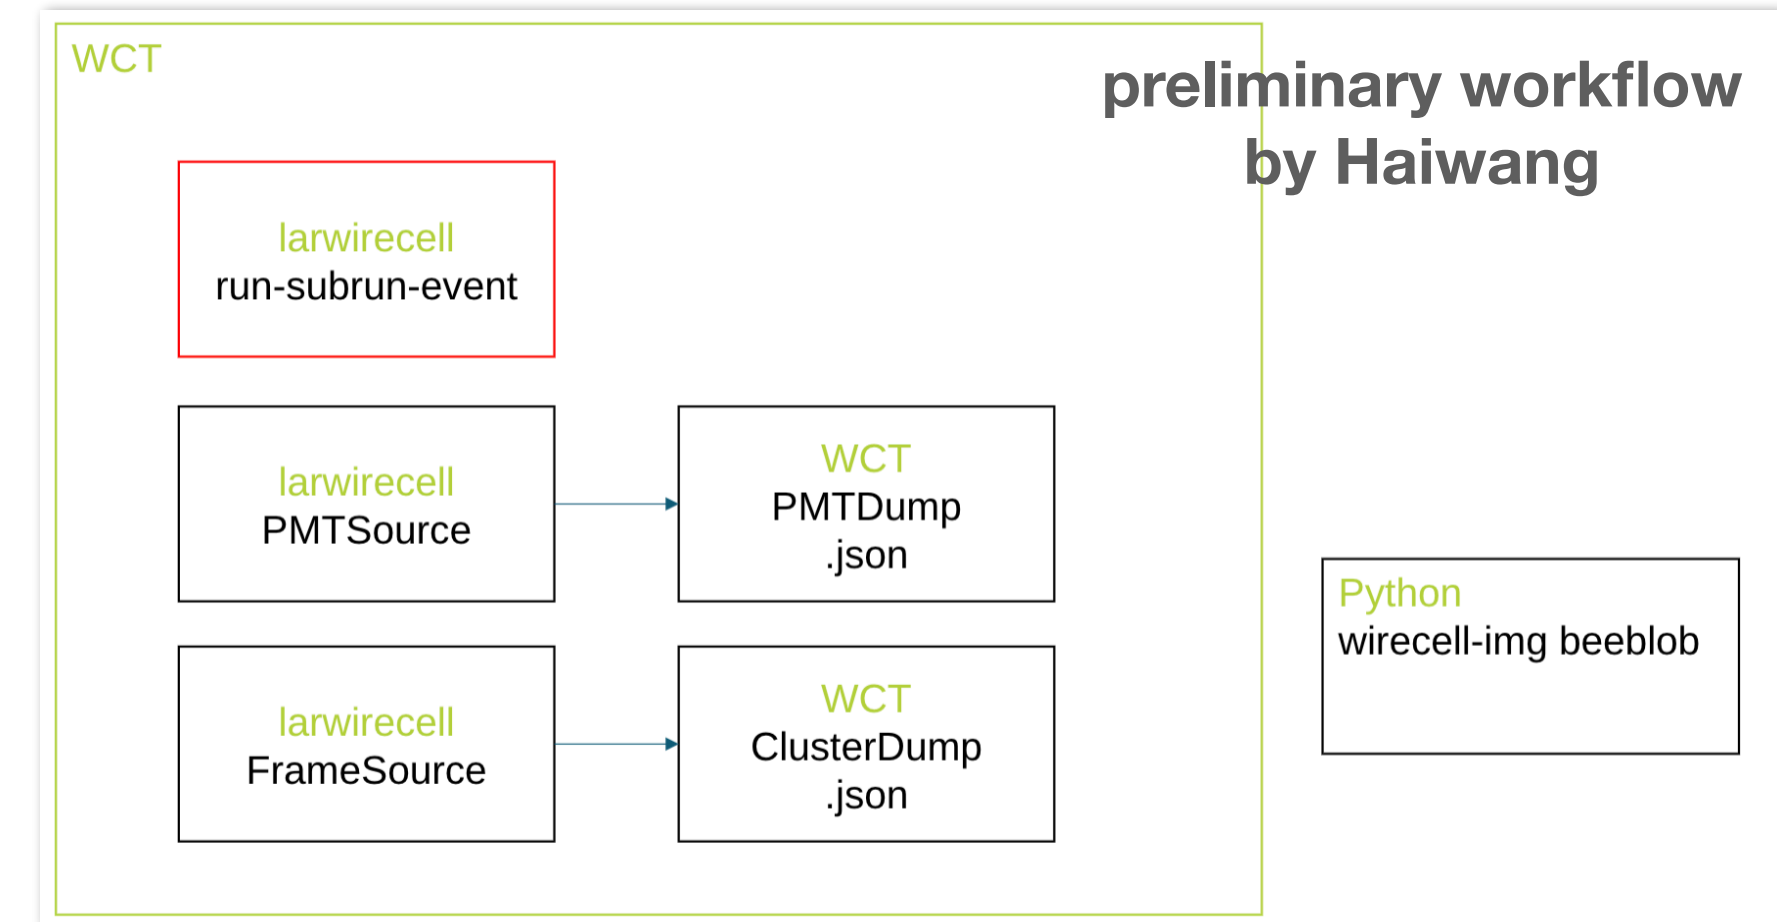 WCT
preliminary workflow
by Haiwang
larwirecell
run-subrun-event
larwirecell
PMTSource
WCT
PMTDump
.json
larwirecell
FrameSource
WCT
ClusterDump
.json
Python
wirecell-img beeblob